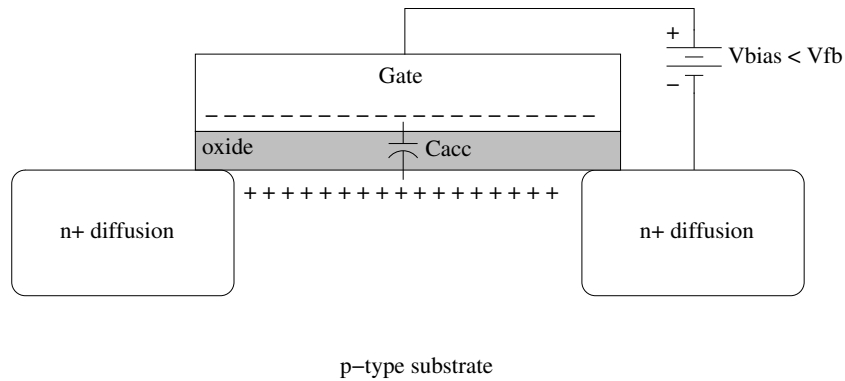 +
Vbias < Vfb
−
Gate
− − − − − − − − − − − − − − − − − − − − −
oxide
Cacc
+ + + + + + + + + + + + + + + + +
n+ diffusion
n+ diffusion
p−type substrate